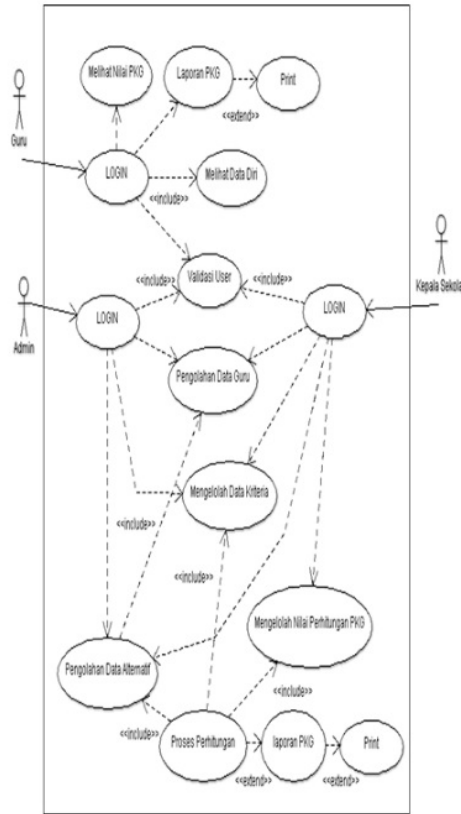 Melihat Nilai PKG
Laporan PKG
Print
<<extend>>
Guru
LOGIN
Melihat Data Diri
<<include>>
Validasi User
<<include>>
<<include>>
Kepala Sekola
LOGIN
LOGIN
Admin
Pengolahan Data Guru
Mengelolah Data Kriteria
<<include>>
<<include>>
Mengelolah Nilai Perhitungan PKG
Pengolahan Data Alternatif
<<include>>
<<include>>
Proses Perhitungan
laporan PKG
Print
<<extend>>
<<extend>>